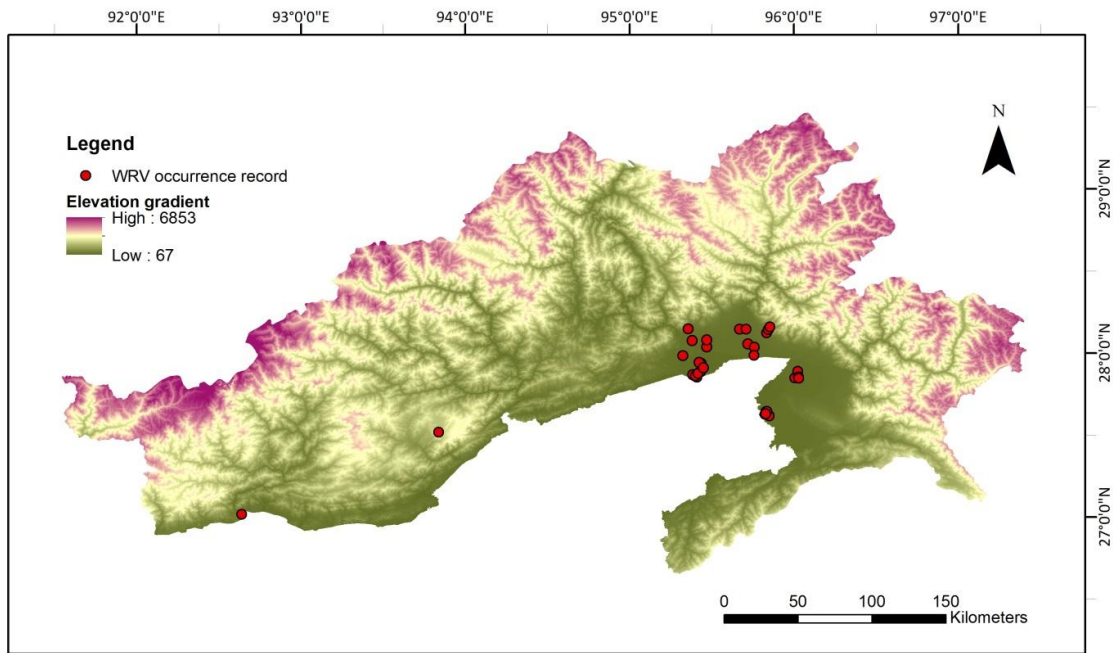 92°0'0"E 93°0'0"E 94°0'0"E 95°0'0"E 96°0'0"E 97°0'0"E
N
Legend
WRV occurrence record
Elevation gradient
High : 6853
Low : 67
29°0'0"N
28°0'0"N
27°0'0"N
0 50 100 150
Kilometers